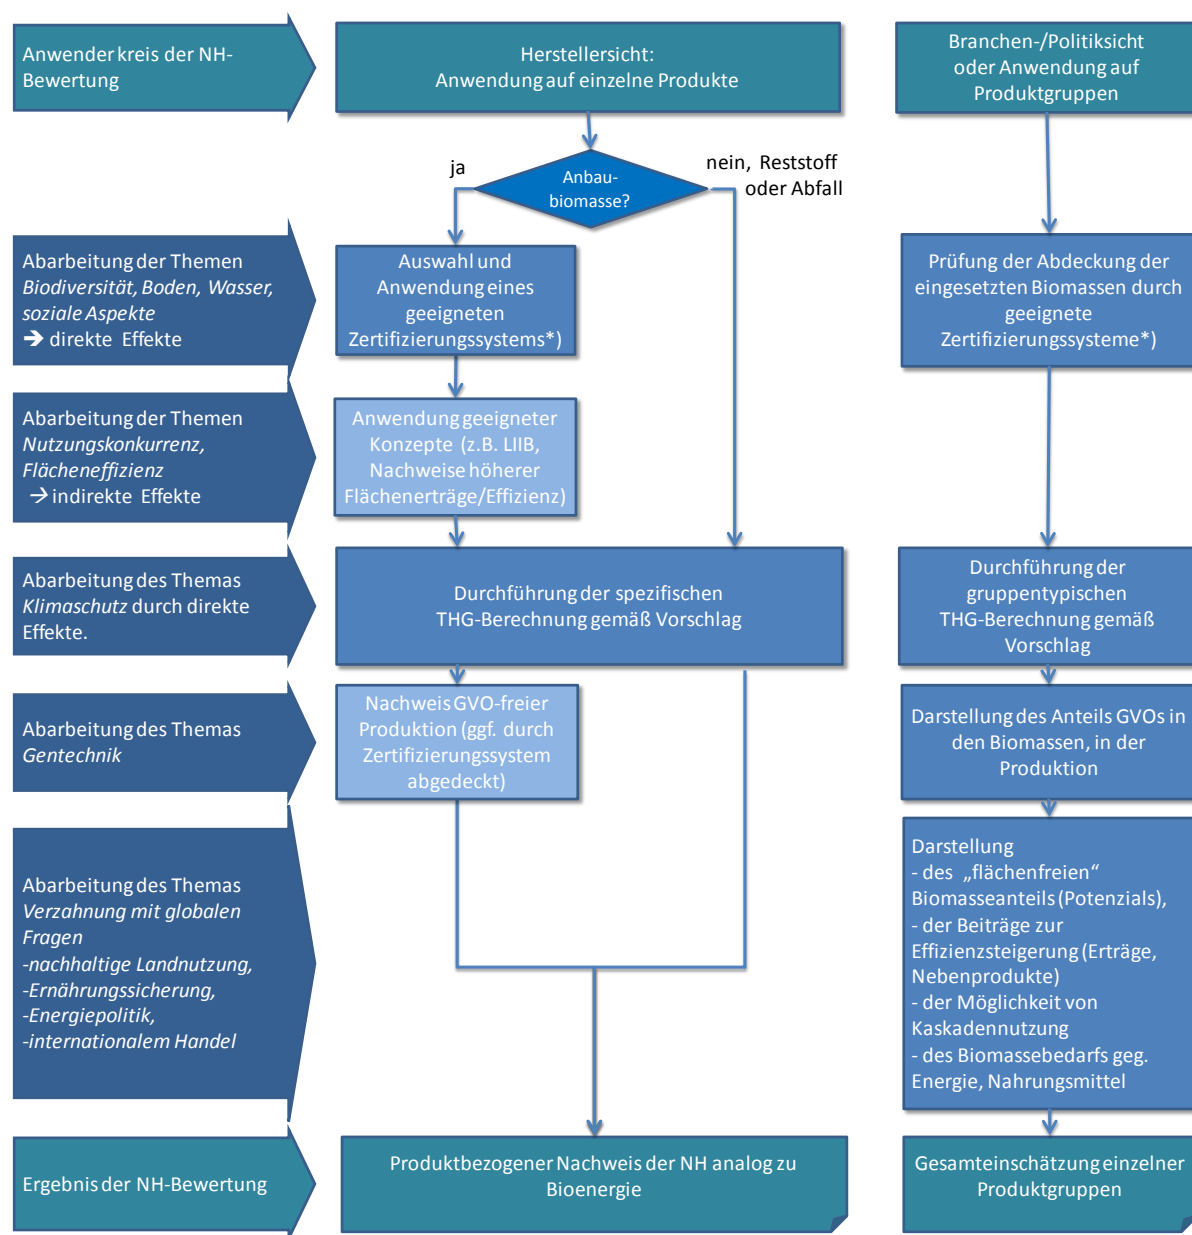 Anwenderkreis der NH-
Bewertung
Herstellersicht:
Anwendung auf einzelne Produkte
Branchen-/Politiksicht
oder Anwendung auf
Produktgruppen
ja
Anbau-
biomasse?
nein, Reststoff
oder Abfall
Abarbeitung der Themen
Biodiversität, Boden, Wasser,
soziale Aspekte
➔ direkte Effekte
Auswahl und
Anwendung eines
geeigneten
Zertifizierungssystems*)
Prüfung der Abdeckung der
eingesetzten Biomassen durch
geeignete
Zertifizierungssysteme*)
Abarbeitung der Themen
Nutzungskonkurrenz,
Flächeneffizienz
→ indirekte Effekte
Anwendung geeigneter
Konzepte (z.B. LIIB,
Nachweise höherer
Flächenerträge/Effizienz)
Abarbeitung des Themas
Klimaschutz durch direkte
Effekte.
Durchführung der spezifischen
THG-Berechnung gemäß Vorschlag
Durchführung der
gruppentypischen
THG-Berechnung gemäß
Vorschlag
Abarbeitung des Themas
Gentechnik
Nachweis GVO-freier
Produktion (ggf. durch
Zertifizierungssystem
abgedeckt)
Darstellung des Anteils GVOs in
den Biomassen, in der
Produktion
Abarbeitung des Themas
Verzahnung mit globalen
Fragen
-nachhaltige Landnutzung,
-Ernährungssicherung,
-Energiepolitik,
-internationalem Handel
Darstellung
- des „flächenfreien“
Biomasseanteils (Potenzials),
- der Beiträge zur
Effizienzsteigerung (Erträge,
Nebenprodukte)
- der Möglichkeit von
Kaskadennutzung
- des Biomassebedarfs geg.
Energie, Nahrungsmittel
Ergebnis der NH-Bewertung
Produktbezogener Nachweis der NH analog zu
Bioenergie
Gesamteinschätzung einzelner
Produktgruppen